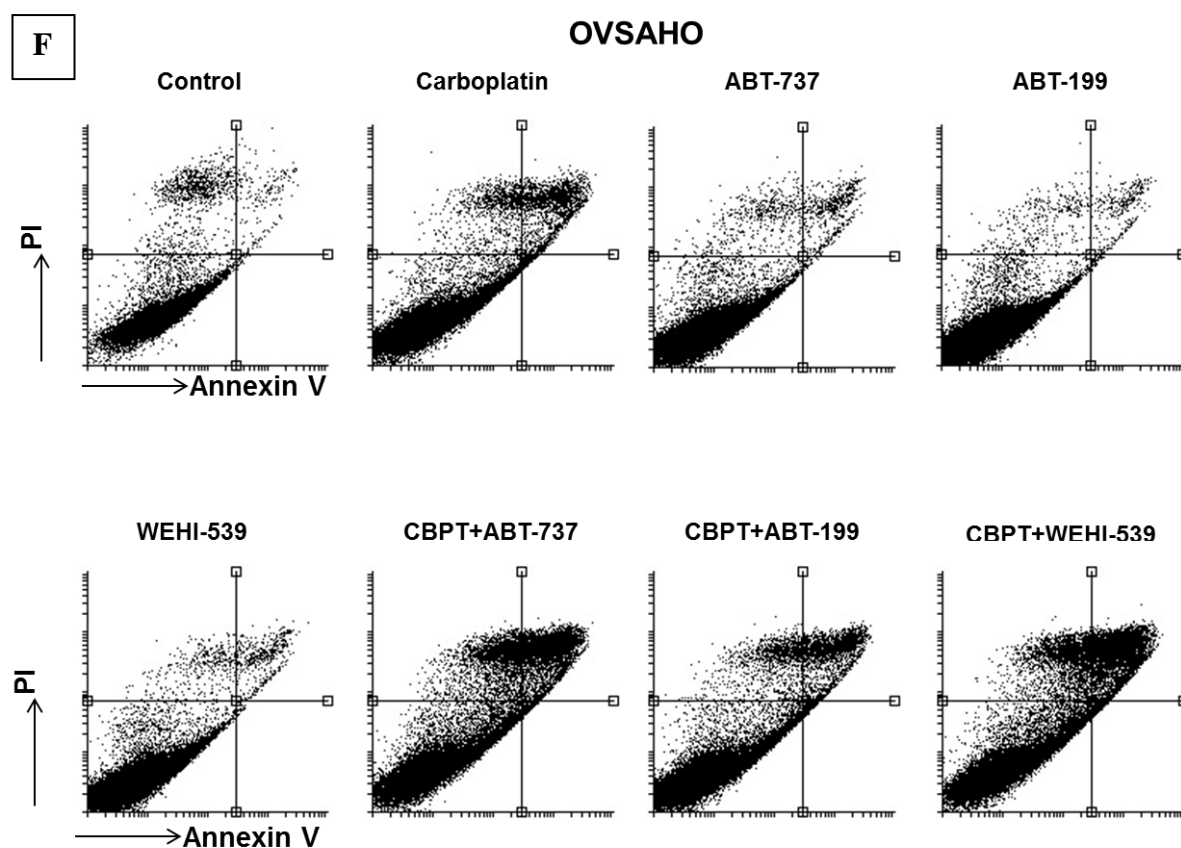 F
OVSAHO
Control
Carboplatin
ABT-737
ABT-199
PI
Annexin V
WEHI-539
CBPT+ABT-737
CBPT+ABT-199
CBPT+WEHI-539
PI
Annexin V